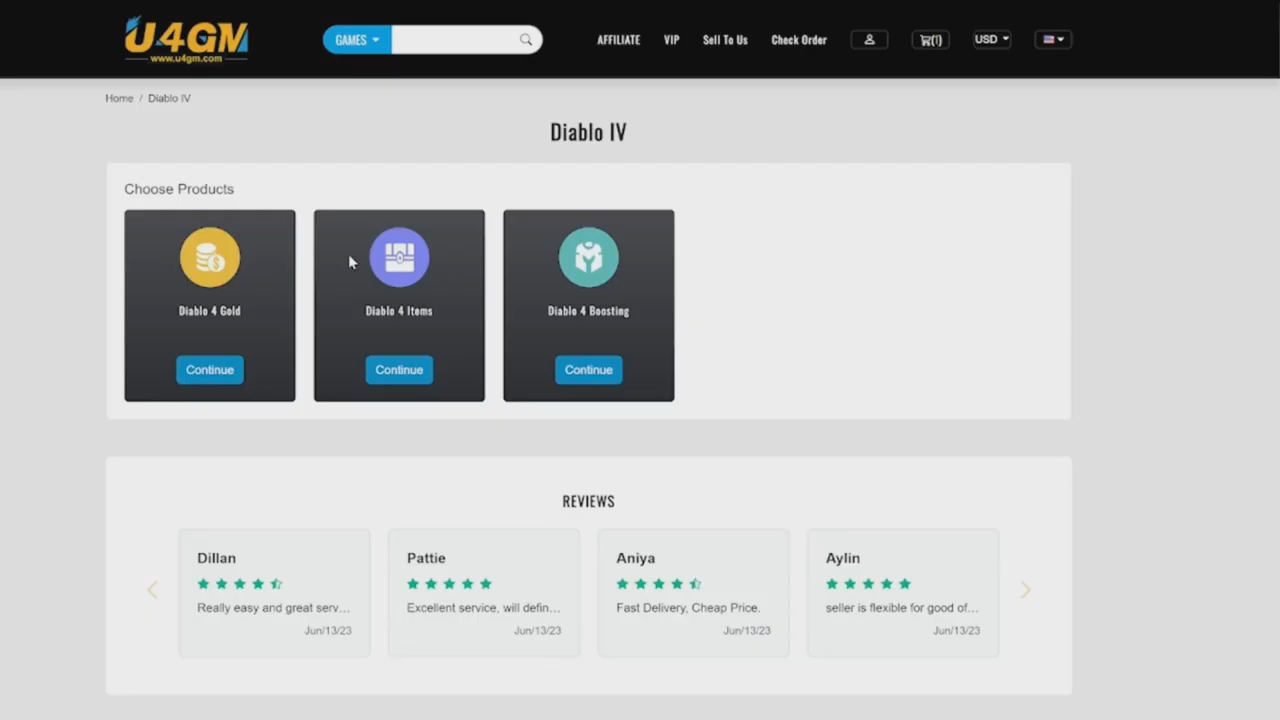 U4GM
www.u4gm.com
GAMES
AFFILIATE
VIP
Sell To Us
Check Order
(1)
USD
Home / Diablo IV
Diablo IV
Choose Products
Diablo 4 Gold
Diablo 4 Items
Diablo 4 Boosting
Continue
Continue
Continue
REVIEWS
Dillan
Really easy and great serv...
Jun/13/23
Pattie
Excellent service, will defin...
Jun/13/23
Aniya
Fast Delivery, Cheap Price.
Jun/13/23
Aylin
seller is flexible for good of...
Jun/13/23